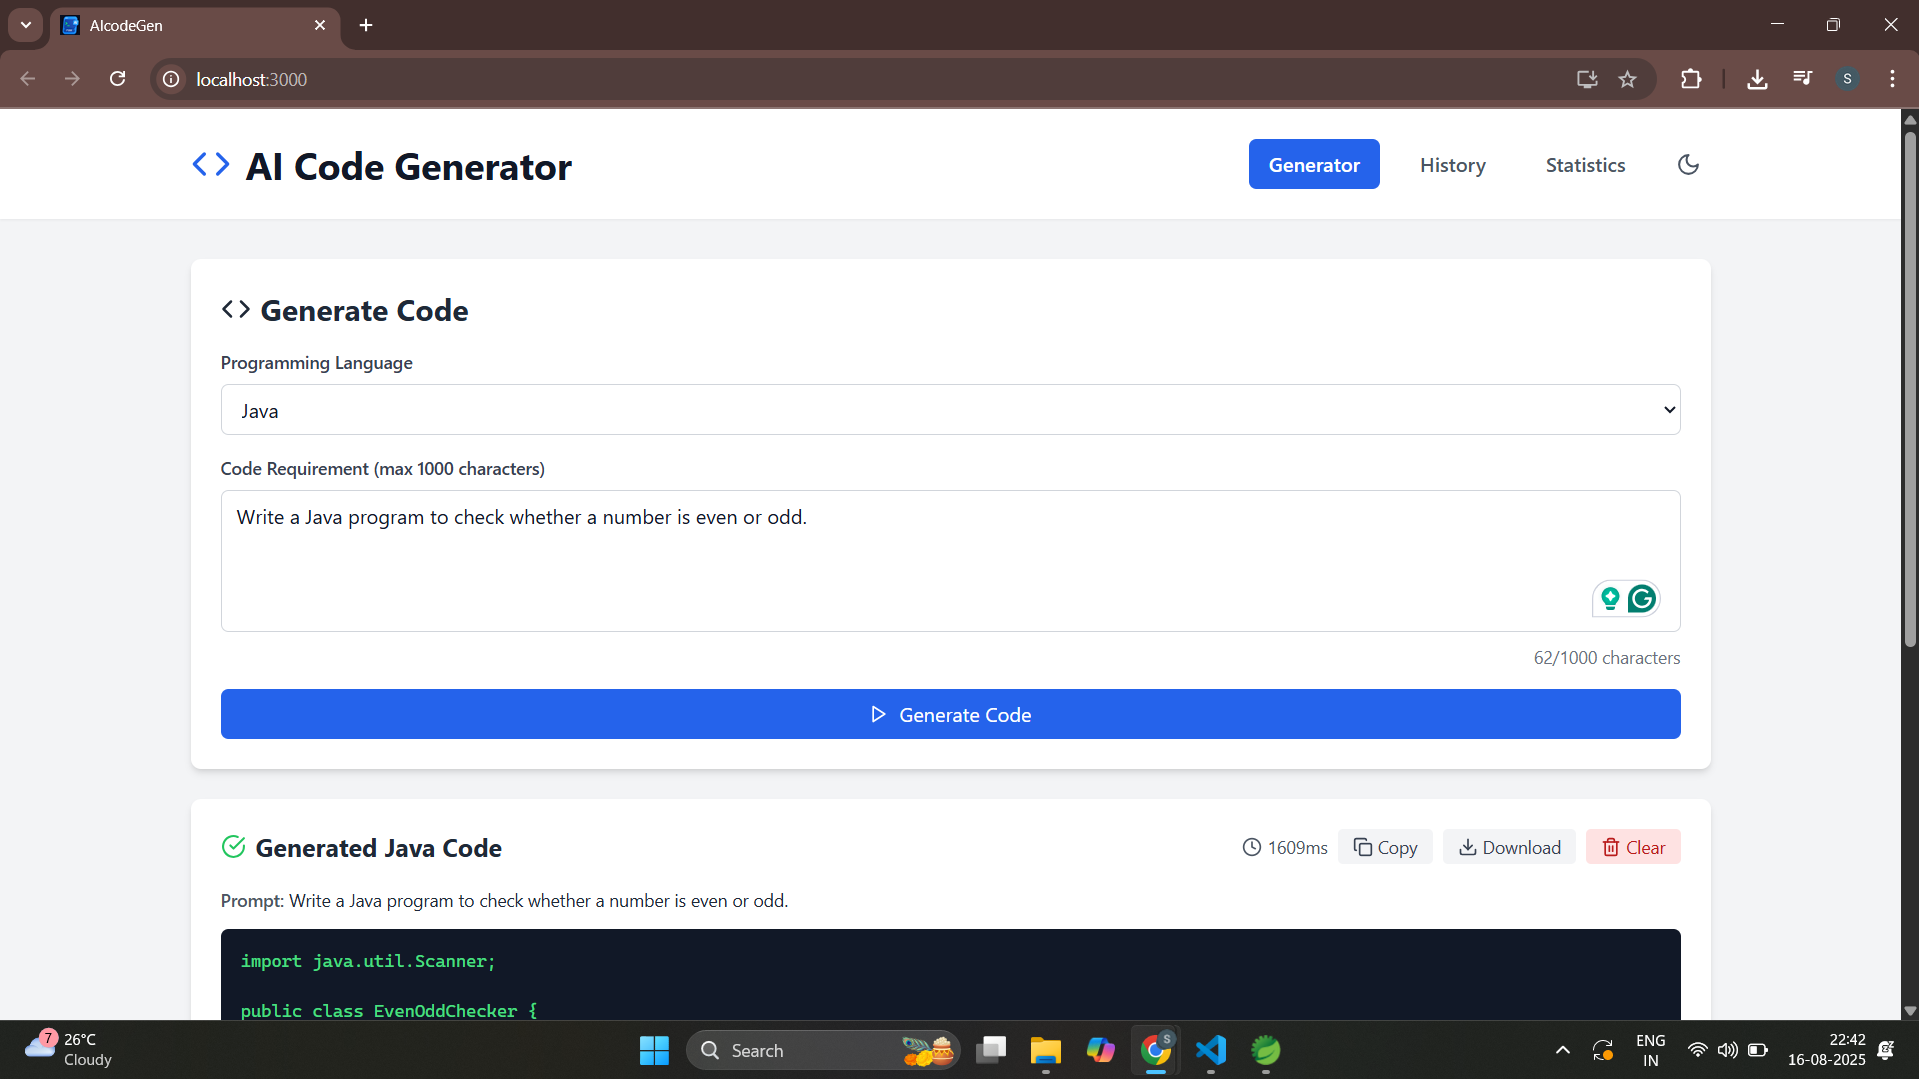 AIcodeGen
localhost:3000
S
AI Code Generator
Generator
History
Statistics
Generate Code
Programming Language
Java
Code Requirement (max 1000 characters)
Write a Java program to check whether a number is even or odd.
62/1000 characters
Generate Code
Generated Java Code
1609ms
Copy
Download
Clear
Prompt: Write a Java program to check whether a number is even or odd.
import java.util.Scanner;
public class EvenOddChecker {
7
26°C
Cloudy
Search
S
ENG
IN
22:42
16-08-2025